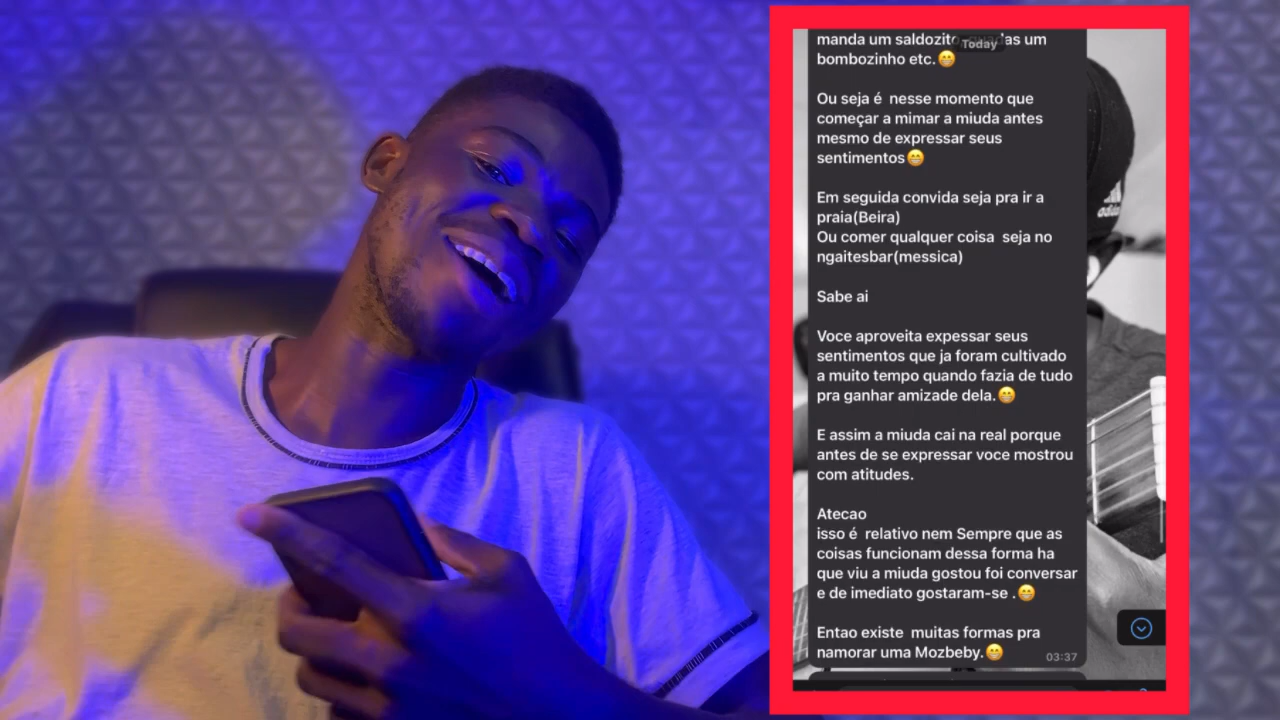 manda um saldozito as um
Today
bombozinho etc.😁
Ou seja é nesse momento que
começar a mimar a miuda antes
mesmo de expressar seus
sentimentos😁
Em seguida convida seja pra ir a
praia(Beira)
Ou comer qualquer coisa seja no
ngaitesbar(messica)
Sabe ai
Voce aproveita expessar seus
sentimentos que ja foram cultivado
a muito tempo quando fazia de tudo
pra ganhar amizade dela.😁
E assim a miuda cai na real porque
antes de se expressar voce mostrou
com atitudes.
Atecao
isso é relativo nem Sempre que as
coisas funcionam dessa forma ha
que viu a miuda gostou foi conversar
e de imediato gostaram-se .😁
Entao existe muitas formas pra
namorar uma Mozbeby.😁
03:37
adidas